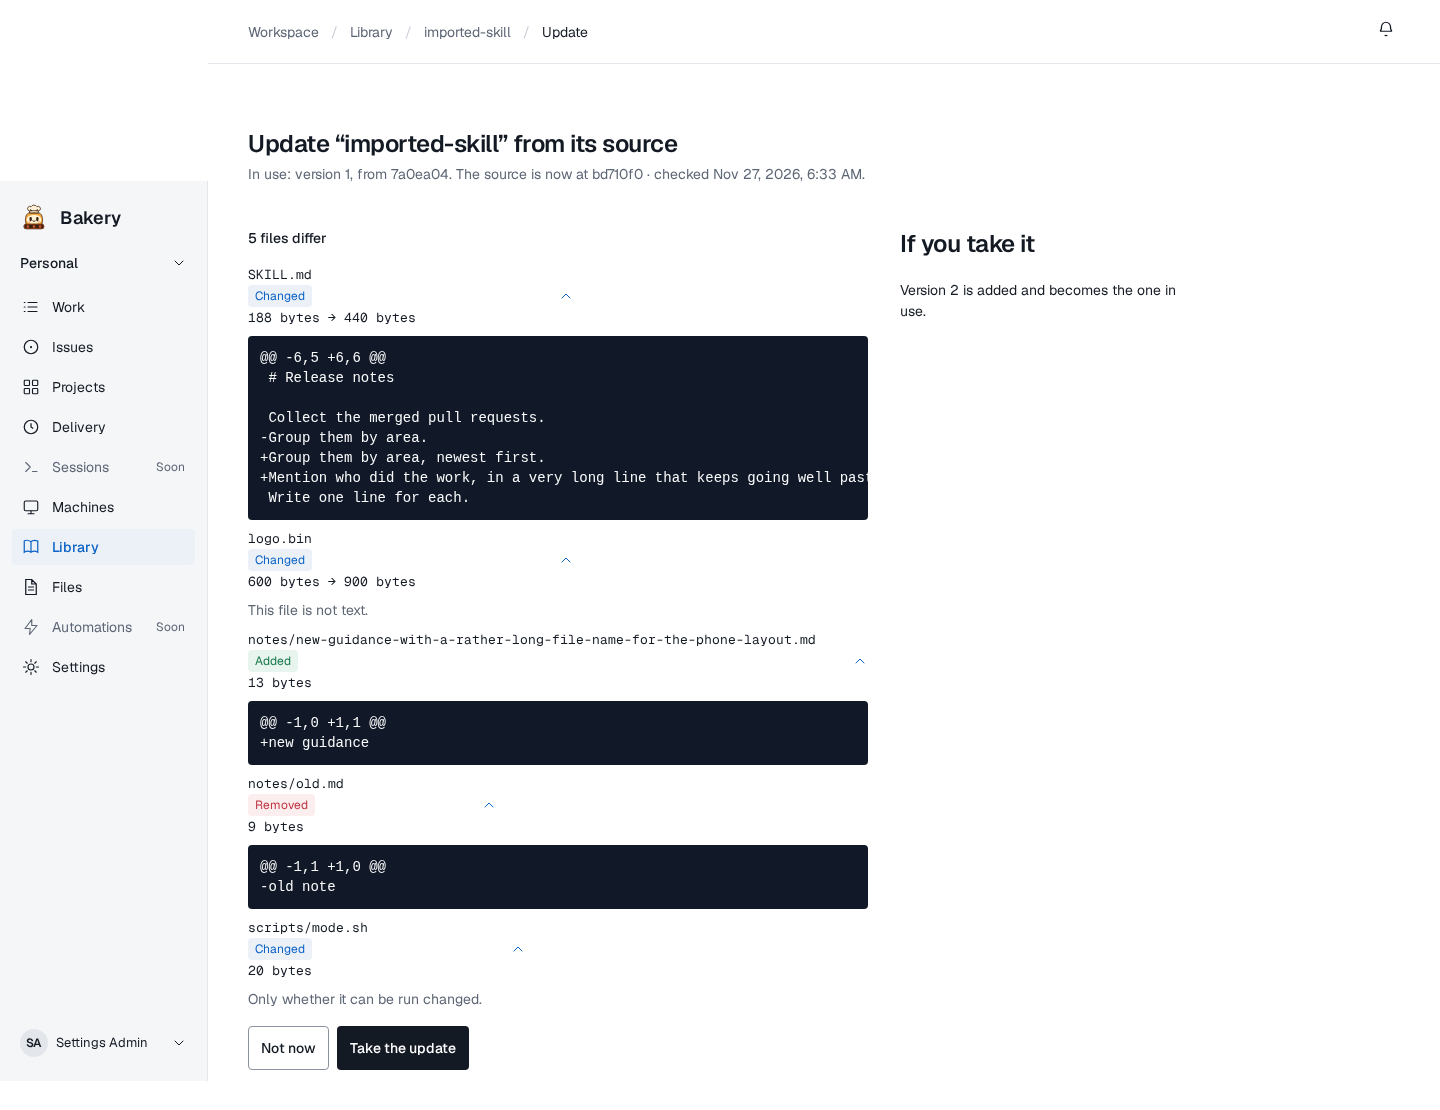 Workspace / Library / imported-skill / Update
Update “imported-skill” from its source
In use: version 1, from 7a0ea04. The source is now at bd710f0 · checked Nov 27, 2026, 6:33 AM.
Bakery
Personal
Work
Issues
Projects
Delivery
Sessions Soon
Machines
Library
Files
Automations Soon
Settings
SA Settings Admin
5 files differ
SKILL.md
Changed
188 bytes → 440 bytes
@@ -6,5 +6,6 @@
# Release notes
Collect the merged pull requests.
-Group them by area.
+Group them by area, newest first.
+Mention who did the work, in a very long line that keeps going well past
Write one line for each.
logo.bin
Changed
600 bytes → 900 bytes
This file is not text.
notes/new-guidance-with-a-rather-long-file-name-for-the-phone-layout.md
Added
13 bytes
@@ -1,0 +1,1 @@
+new guidance
notes/old.md
Removed
9 bytes
@@ -1,1 +1,0 @@
-old note
scripts/mode.sh
Changed
20 bytes
Only whether it can be run changed.
Not now
Take the update
If you take it
Version 2 is added and becomes the one in
use.